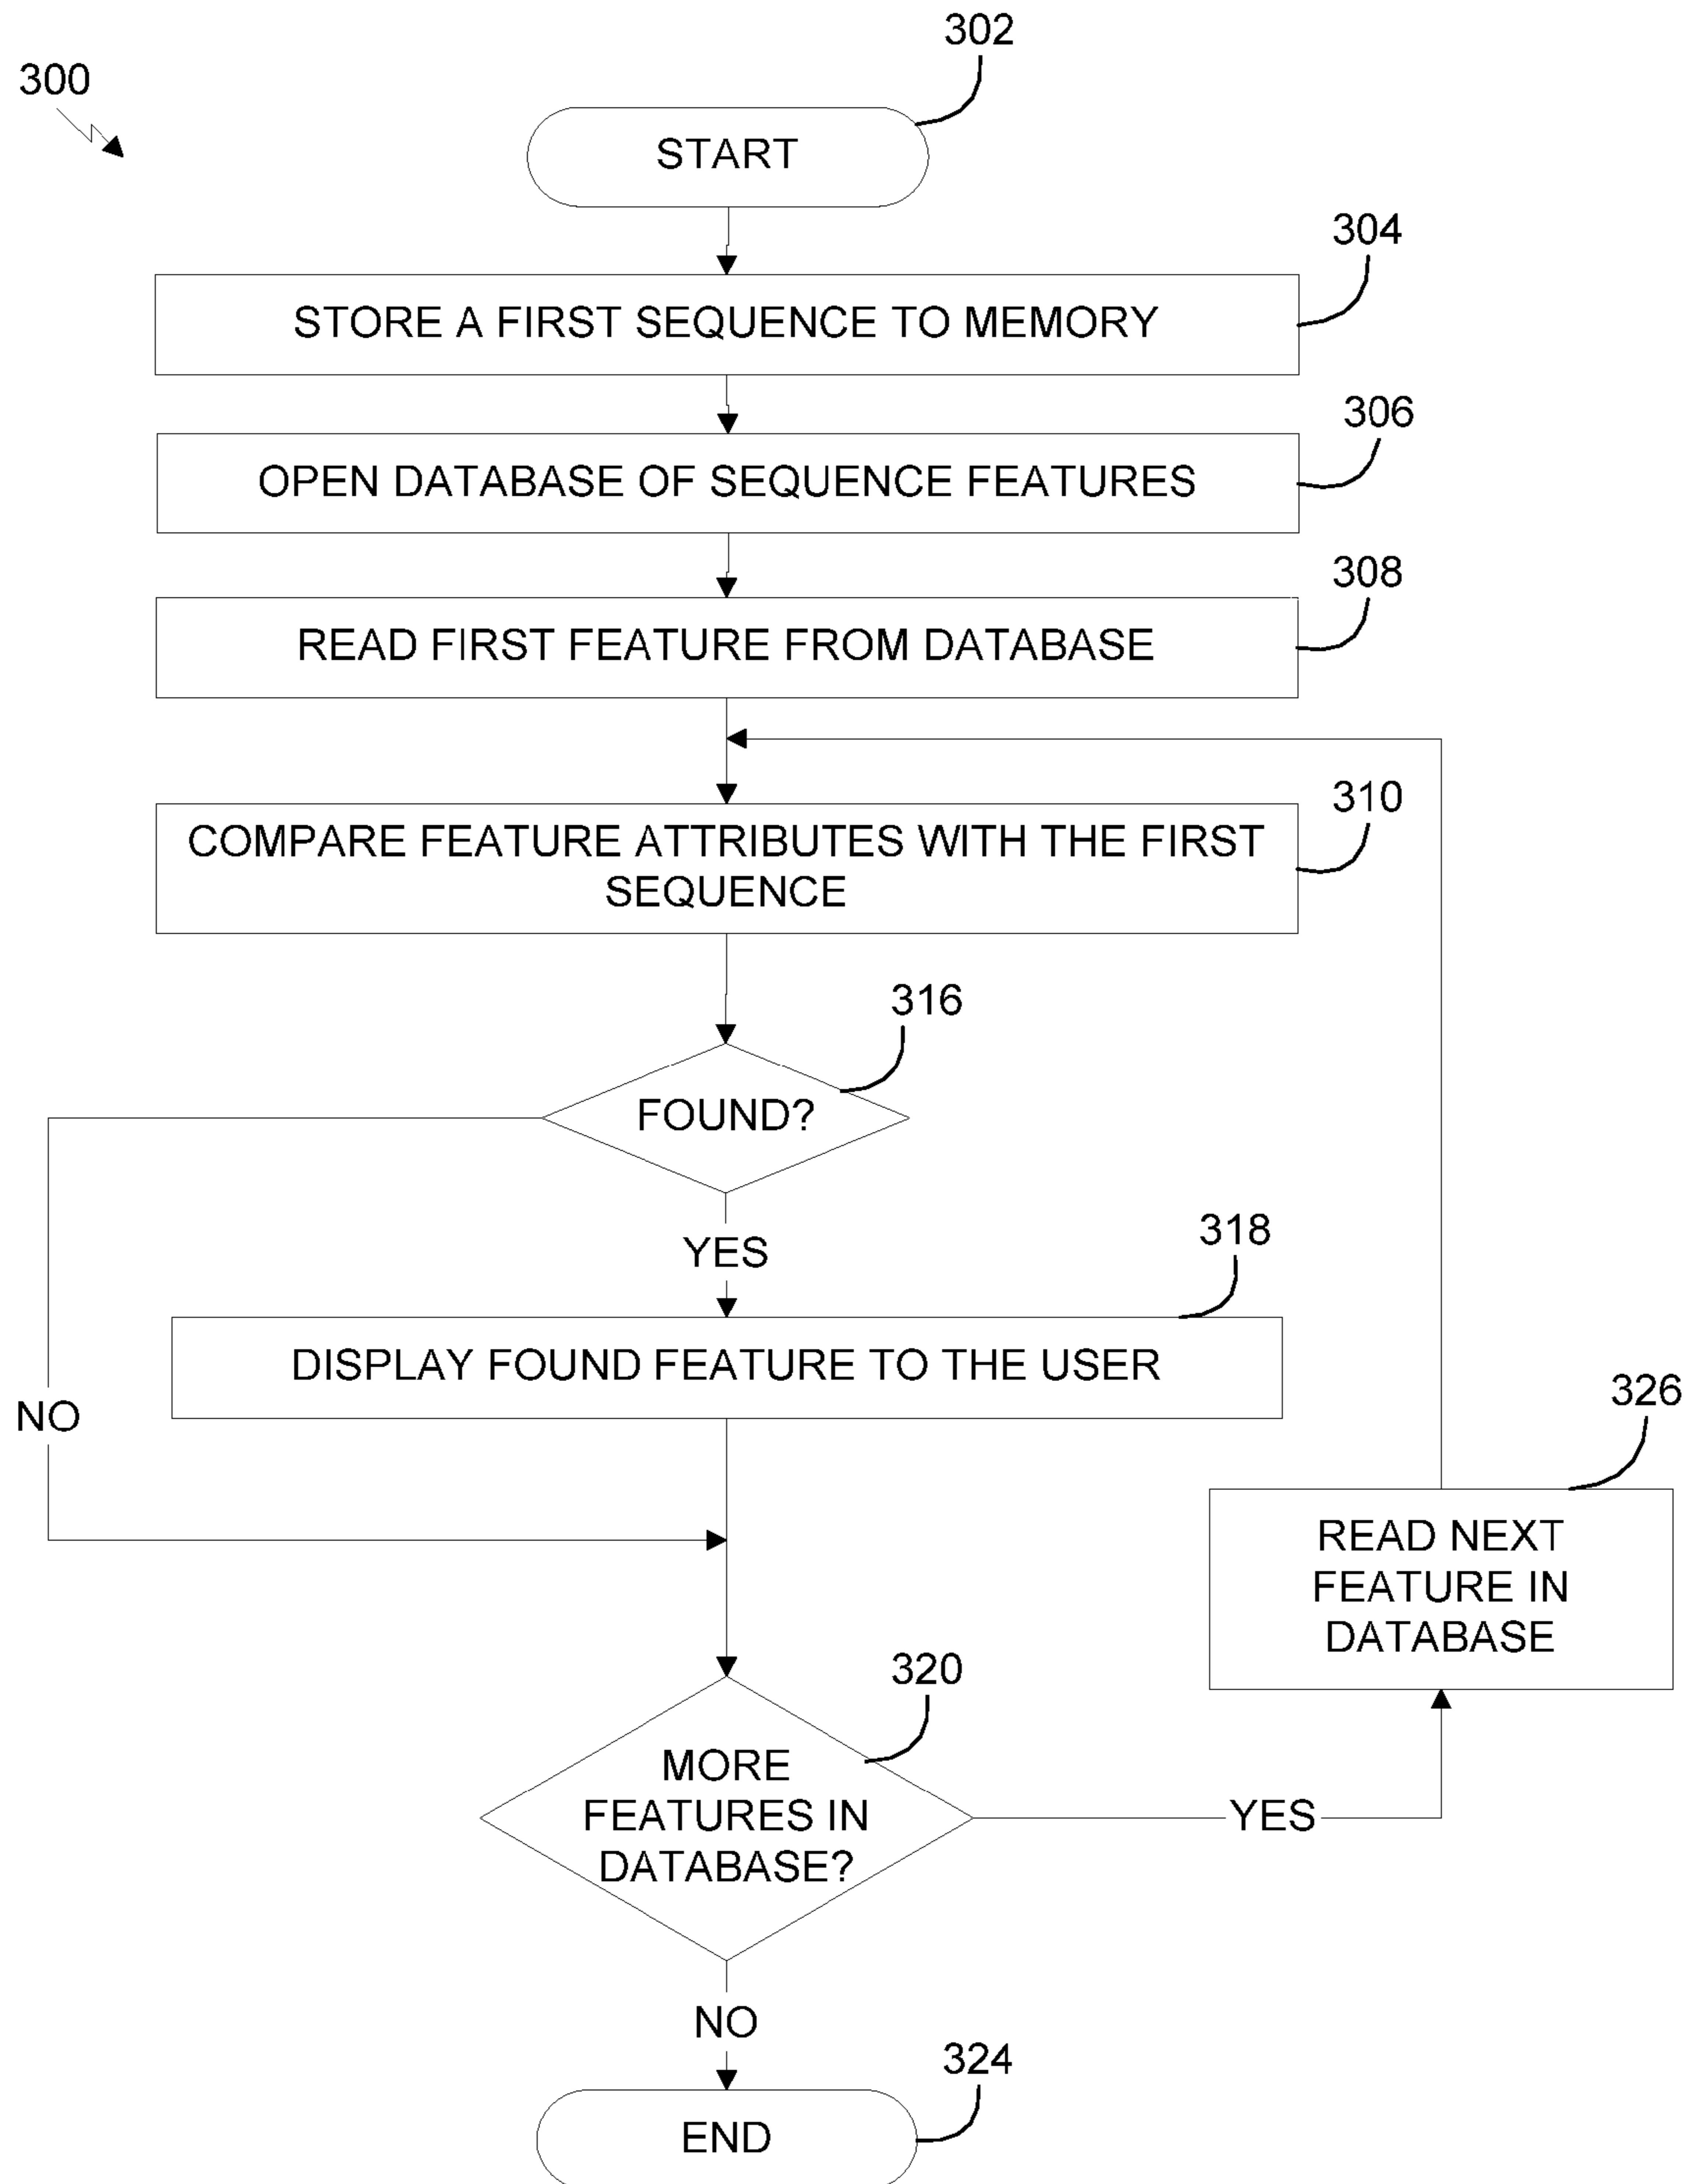 302
300
START
304
STORE A FIRST SEQUENCE TO MEMORY
306
OPEN DATABASE OF SEQUENCE FEATURES
308
READ FIRST FEATURE FROM DATABASE
310
COMPARE FEATURE ATTRIBUTES WITH THE FIRST
SEQUENCE
316
FOUND?
YES
318
DISPLAY FOUND FEATURE TO THE USER
NO
326
READ NEXT
FEATURE IN
DATABASE
320
MORE
FEATURES IN
DATABASE?
YES
NO
324
END